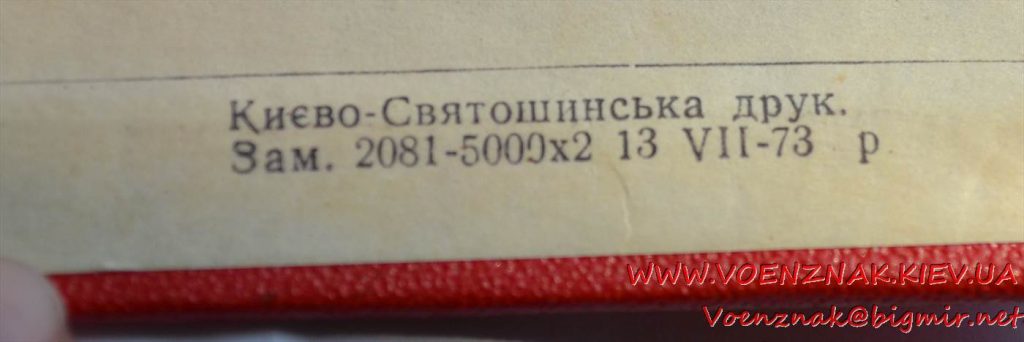 Києво-Святошинська друк.
Зам. 2081-5000х2 13 VII-73 р
WWW.VOENZNAK.KIEV.UA
Voenznak@bigmir.net